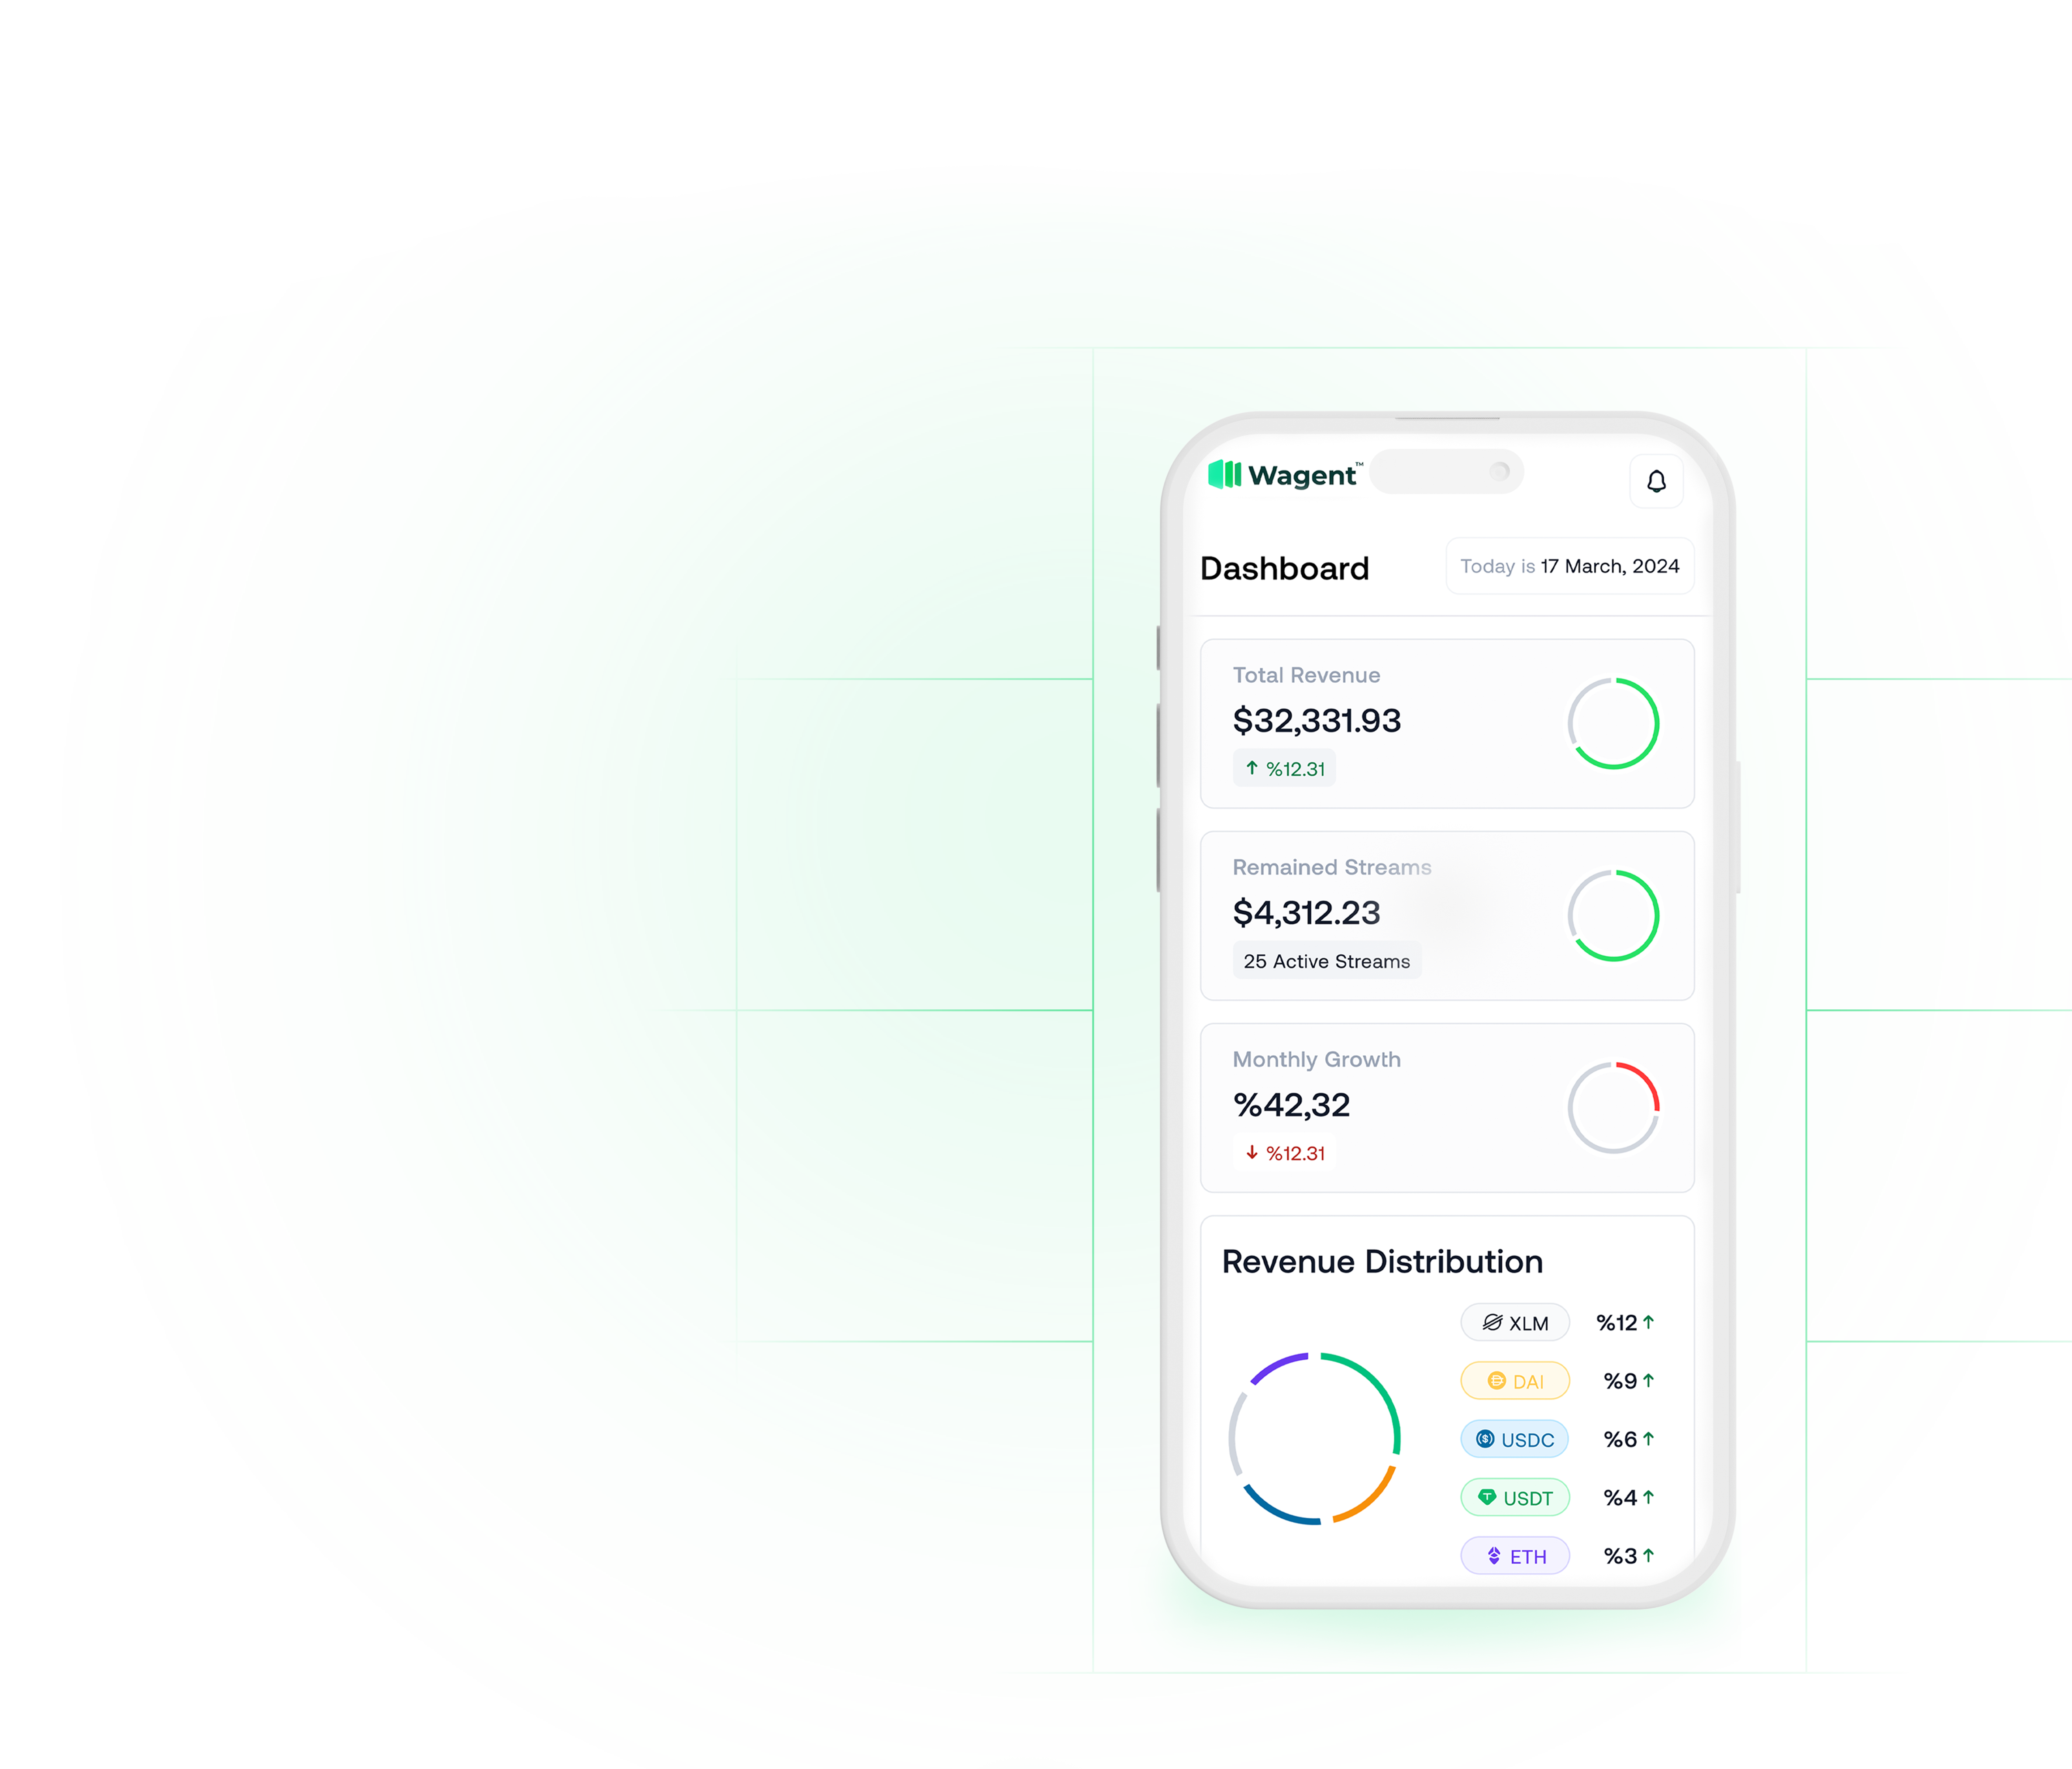 Wagent™
Dashboard
Today is 17 March, 2024
Total Revenue
$32,331.93
↑ %12.31
Remained Streams
$4,312.23
25 Active Streams
Monthly Growth
%42,32
↓ %12.31
Revenue Distribution
XLM %12 ↑
DAI %9 ↑
USDC %6 ↑
USDT %4 ↑
ETH %3 ↑